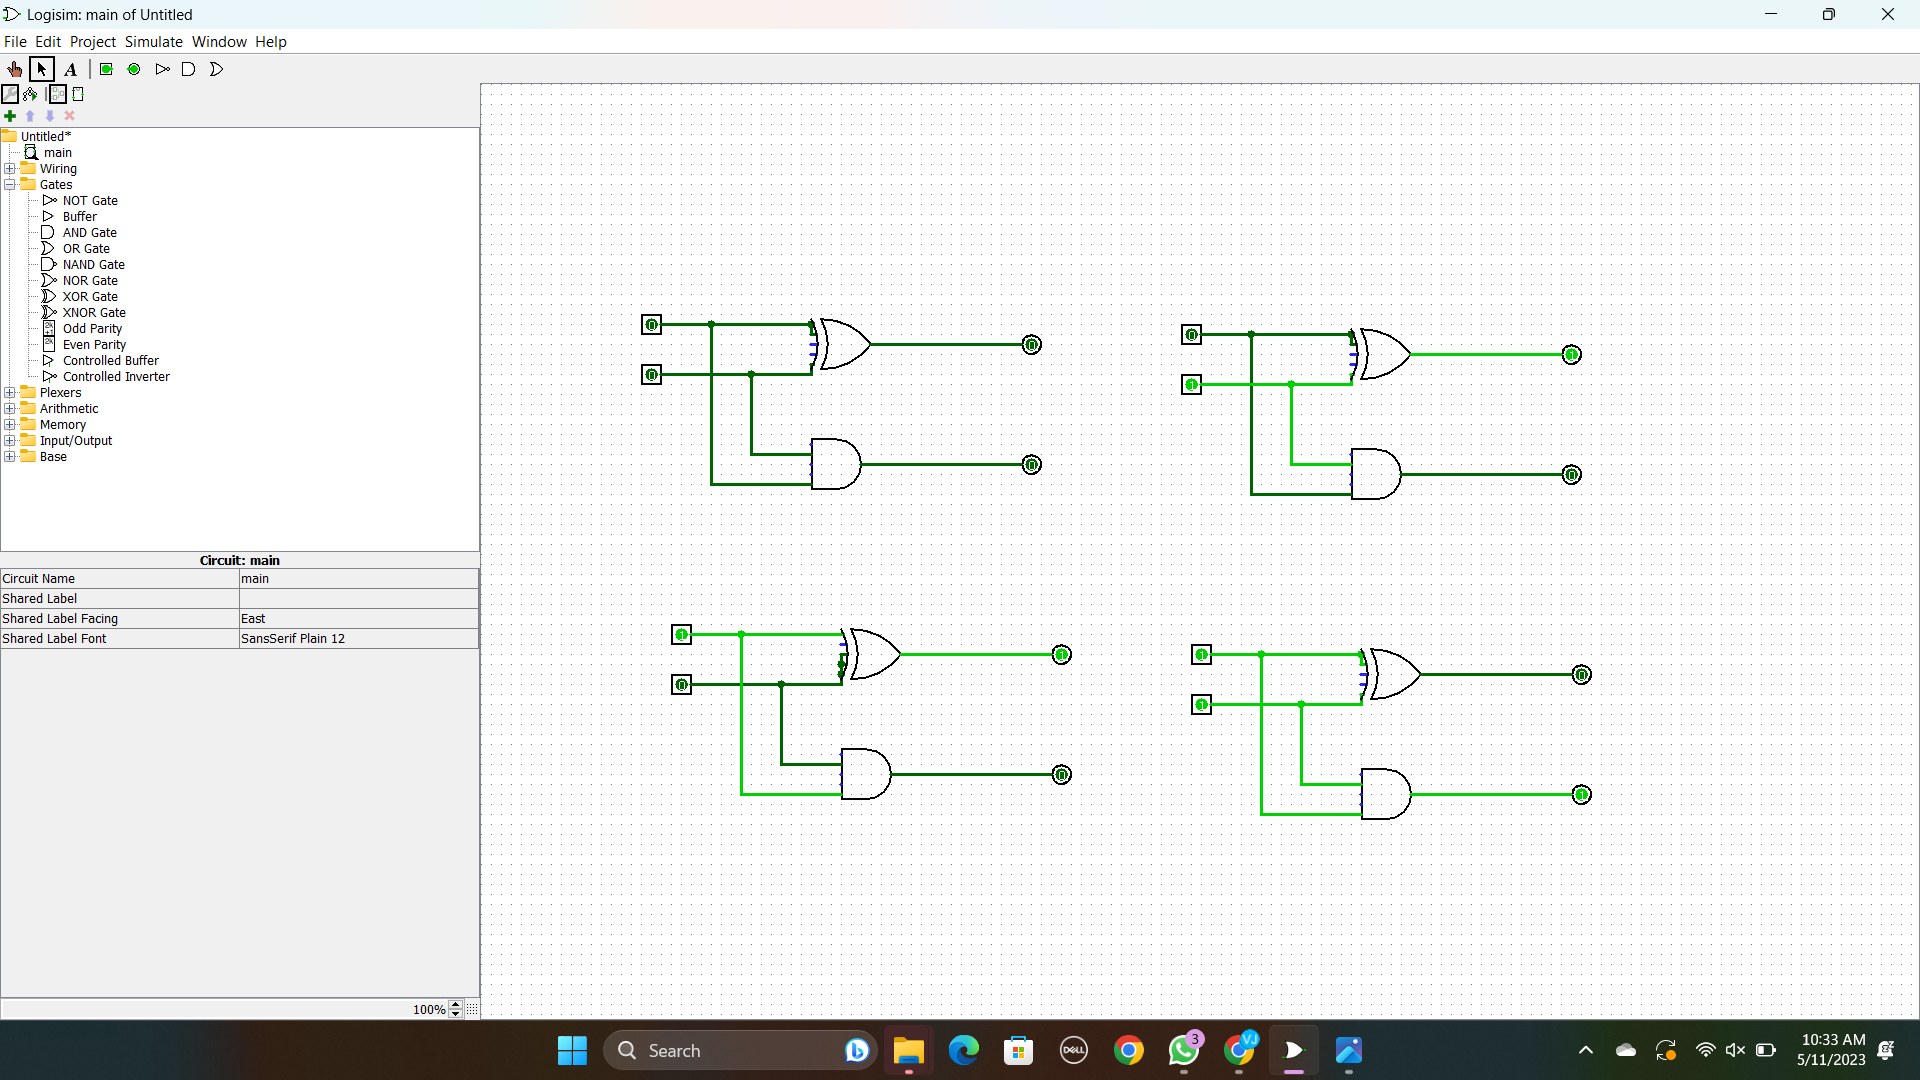 Logisim: main of Untitled
File Edit Project Simulate Window Help
A
Untitled*
main
Wiring
Gates
NOT Gate
Buffer
AND Gate
OR Gate
NAND Gate
NOR Gate
XOR Gate
XNOR Gate
Odd Parity
Even Parity
Controlled Buffer
Controlled Inverter
Plexers
Arithmetic
Memory
Input/Output
Base
Circuit: main
Circuit Name main
Shared Label
Shared Label Facing East
Shared Label Font SansSerif Plain 12
100%
0 0
0 1
0 0
1 0
1 1
0 0
1 0
1 1
Search
DELL
3
VJ
10:33 AM
5/11/2023